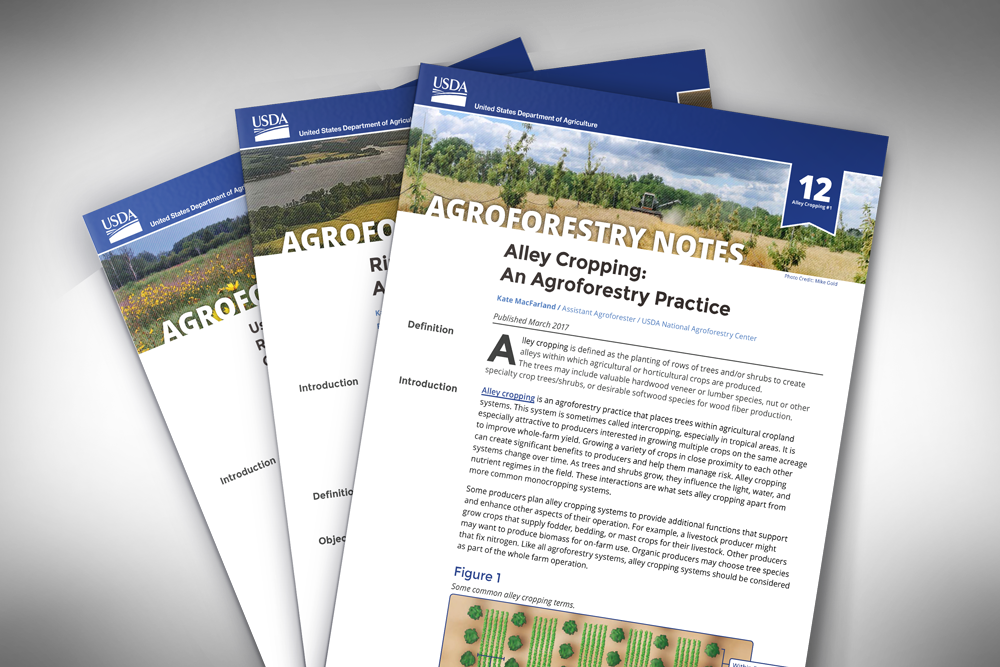 USDA
United States Department of Agriculture
12
Alley Cropping #1
AGROFORESTRY NOTES
Photo Credit: Mike Gold
Alley Cropping:
An Agroforestry Practice
Kate MacFarland / Assistant Agroforester / USDA National Agroforestry Center
Published March 2017
Definition
Alley cropping is defined as the planting of rows of trees and/or shrubs to create
alleys within which agricultural or horticultural crops are produced.
The trees may include valuable hardwood veneer or lumber species, nut or other
specialty crop trees/shrubs, or desirable softwood species for wood fiber production.
Introduction
Alley cropping is an agroforestry practice that places trees within agricultural cropland
systems. This system is sometimes called intercropping, especially in tropical areas. It is
especially attractive to producers interested in growing multiple crops on the same acreage
to improve whole-farm yield. Growing a variety of crops in close proximity to each other
can create significant benefits to producers and help them manage risk. Alley cropping
systems change over time. As trees and shrubs grow, they influence the light, water, and
nutrient regimes in the field. These interactions are what sets alley cropping apart from
more common monocropping systems.
Some producers plan alley cropping systems to provide additional functions that support
and enhance other aspects of their operation. For example, a livestock producer might
grow crops that supply fodder, bedding, or mast crops for their livestock. Other producers
may want to produce biomass for on-farm use. Organic producers may choose tree species
that fix nitrogen. Like all agroforestry systems, alley cropping systems should be considered
as part of the whole farm operation.
Figure 1
Some common alley cropping terms.
USDA
United States Department of Agricul
AGROFO
Ri
A
Introduction
Definitio
Objec
USDA
United States Department of Agr
AGROFO
Us
R
Introduction